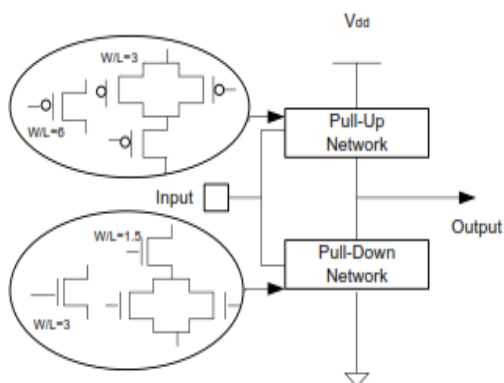 Vdd
W/L=3
W/L=6
Pull-Up
Network
Input
Output
W/L=1.5
W/L=3
Pull-Down
Network